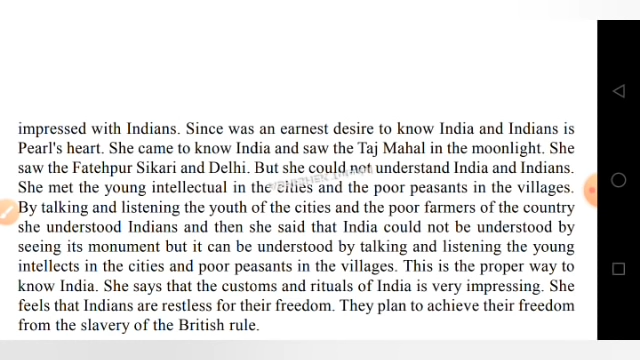 impressed with Indians. Since was an earnest desire to know India and Indians is
Pearl's heart. She came to know India and saw the Taj Mahal in the moonlight. She
saw the Fatehpur Sikari and Delhi. But she could not understand India and Indians.
She met the young intellectual in the cities and the poor peasants in the villages.
By talking and listening the youth of the cities and the poor farmers of the country
she understood Indians and then she said that India could not be understood by
seeing its monument but it can be understood by talking and listening the young
intellects in the cities and poor peasants in the villages. This is the proper way to
know India. She says that the customs and rituals of India is very impressing. She
feels that Indians are restless for their freedom. They plan to achieve their freedom
from the slavery of the British rule.